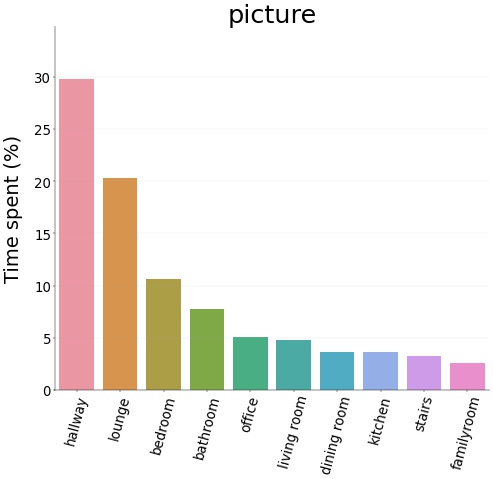 picture
Time spent (%)
30
25
20
15
10
5
0
hallway
lounge
bedroom
bathroom
office
living room
dining room
kitchen
stairs
familyroom